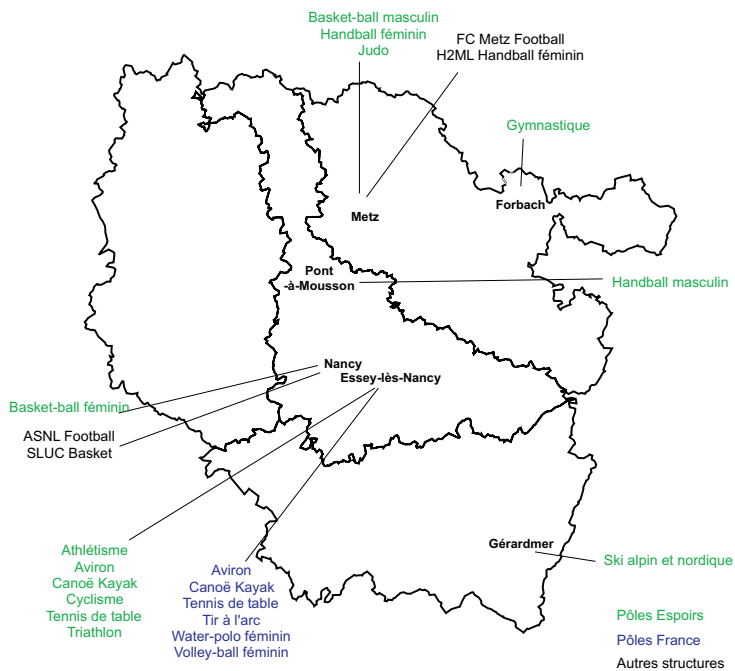 Basket-ball masculin
Handball féminin
Judo
FC Metz Football
H2ML Handball féminin
Gymnastique
Metz
Forbach
Pont
-à-Mousson
Handball masculin
Nancy
Essey-lès-Nancy
Basket-ball féminin
ASNL Football
SLUC Basket
Athlétisme
Aviron
Canoë Kayak
Cyclisme
Tennis de table
Triathlon
Aviron
Canoë Kayak
Tennis de table
Tir à l'arc
Water-polo féminin
Volley-ball féminin
Gérardmer
Ski alpin et nordique
Pôles Espoirs
Pôles France
Autres structures